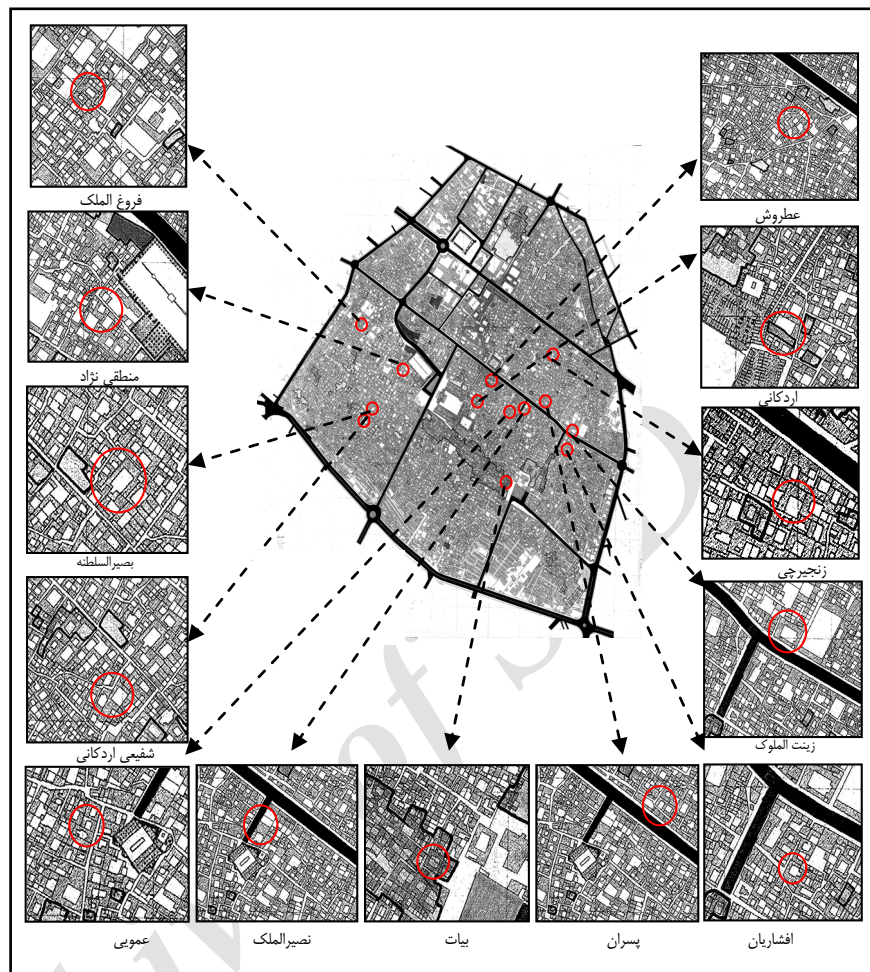 فروغ الملک
عطروش
منطقی نژاد
اردکانی
بصیرالسلطنه
زنجیرچی
شفیعی اردکانی
زینت الملوک
عمویی
نصیرالملک
بیات
پسران
افشاریان